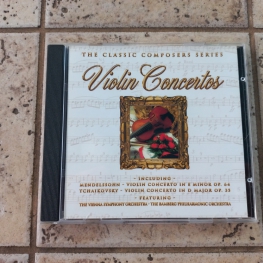 THE CLASSIC COMPOSERS SERIES
Violin Concertos
- INCLUDING -
MENDELSSOHN - VIOLIN CONCERTO IN E MINOR OP. 64
TCHAIKOVSKY - VIOLIN CONCERTO IN D MAJOR OP. 35
- FEATURING -
THE VIENNA SYMPHONY ORCHESTRA · THE BAMBERG PHILHARMONIC ORCHESTRA